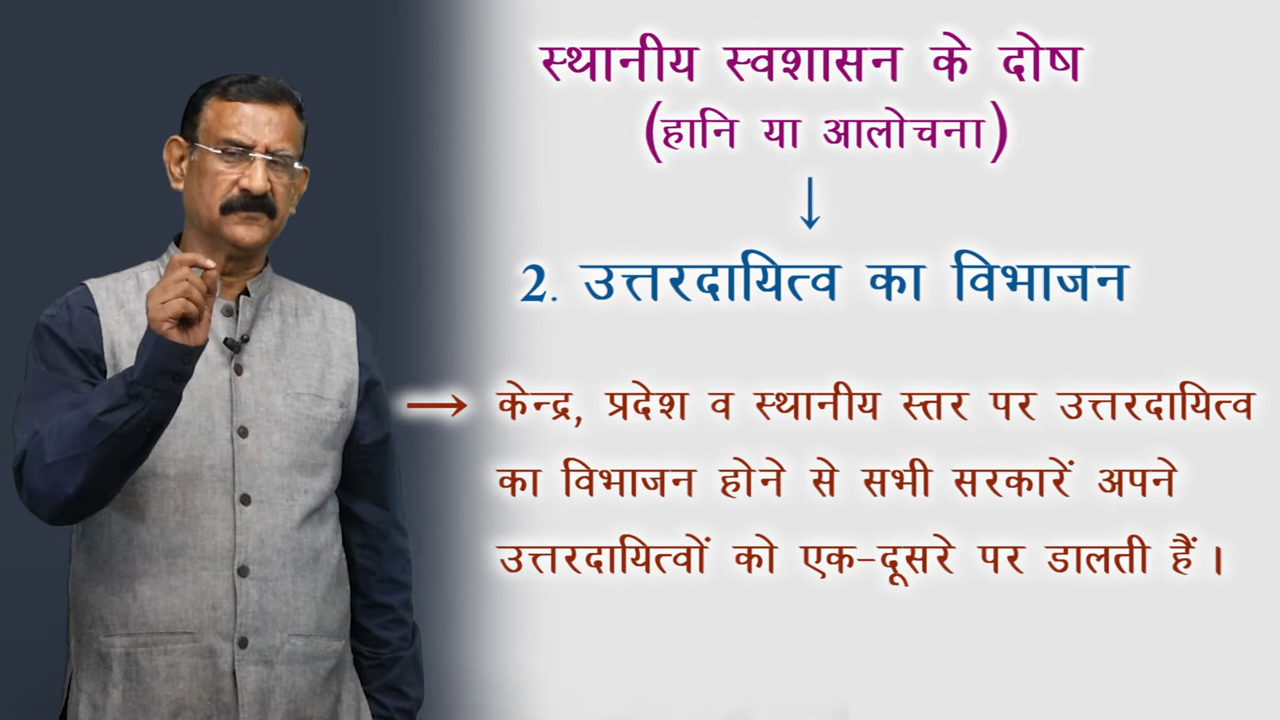 स्थानीय स्वशासन के दोष
(हानि या आलोचना)
↓
2. उत्तरदायित्व का विभाजन
→ केन्द्र, प्रदेश व स्थानीय स्तर पर उत्तरदायित्व
का विभाजन होने से सभी सरकारें अपने
उत्तरदायित्वों को एक-दूसरे पर डालती हैं।